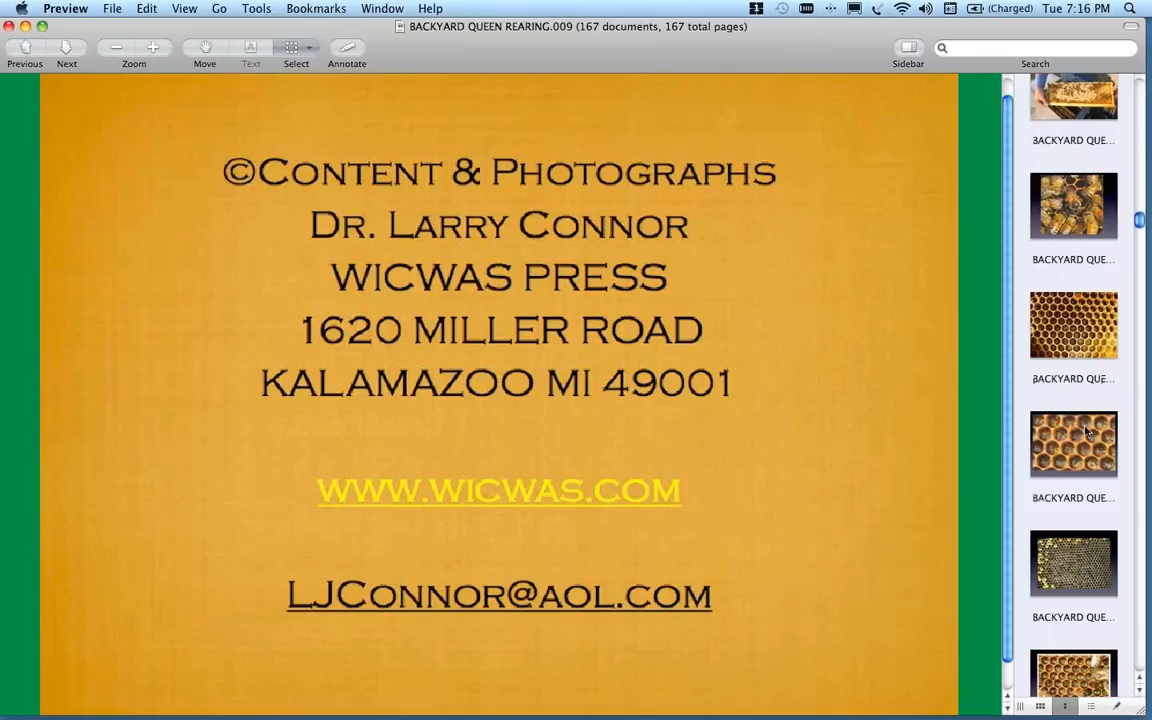 Preview File Edit View Go Tools Bookmarks Window Help (Charged) Tue 7:16 PM
BACKYARD QUEEN REARING.009 (167 documents, 167 total pages)
Previous Next Zoom Move Text Select Annotate Sidebar Search
©CONTENT & PHOTOGRAPHS
DR. LARRY CONNOR
WICWAS PRESS
1620 MILLER ROAD
KALAMAZOO MI 49001
WWW.WICWAS.COM
LJCONNOR@AOL.COM
BACKYARD QUE...
BACKYARD QUE...
BACKYARD QUE...
BACKYARD QUE...
BACKYARD QUE...